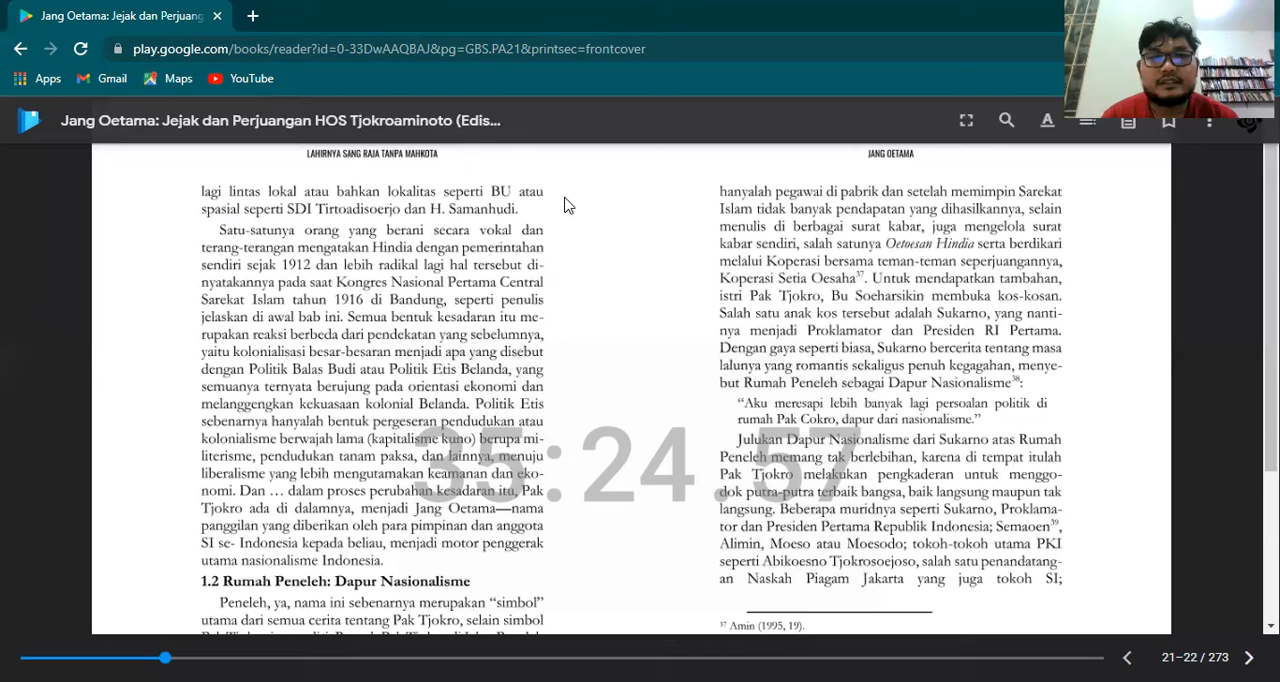 Jang Oetama: Jejak dan Perjuang
play.google.com/books/reader?id=0-33DwAAQBAJ&pg=GBS.PA21&printsec=frontcover
Apps
Gmail
Maps
YouTube
Jang Oetama: Jejak dan Perjuangan HOS Tjokroaminoto (Edis...
LAHIRNYA SANG RAJA TANPA MAHKOTA
lagi lintas lokal atau bahkan lokalitas seperti BU atau
spasial seperti SDI Tirtoadisoerjo dan H. Samanhudi.
Satu-satunya orang yang berani secara vokal dan
terang-terangan mengatakan Hindia dengan pemerintahan
sendiri sejak 1912 dan lebih radikal lagi hal tersebut di-
nyatakannya pada saat Kongres Nasional Pertama Central
Sarekat Islam tahun 1916 di Bandung, seperti penulis
jelaskan di awal bab ini. Semua bentuk kesadaran itu me-
rupakan reaksi berbeda dari pendekatan yang sebelumnya,
yaitu kolonialisasi besar-besaran menjadi apa yang disebut
dengan Politik Balas Budi atau Politik Etis Belanda, yang
semuanya ternyata berujung pada orientasi ekonomi dan
melanggengkan kekuasaan kolonial Belanda. Politik Etis
sebenarnya hanyalah bentuk pergeseran pendudukan atau
kolonialisme berwajah lama (kapitalisme kuno) berupa mi-
literisme, pendudukan tanam paksa, dan lainnya, menuju
liberalisme yang lebih mengutamakan keamanan dan eko-
nomi. Dan … dalam proses perubahan kesadaran itu, Pak
Tjokro ada di dalamnya, menjadi Jang Oetama—nama
panggilan yang diberikan oleh para pimpinan dan anggota
SI se- Indonesia kepada beliau, menjadi motor penggerak
utama nasionalisme Indonesia.
1.2 Rumah Peneleh: Dapur Nasionalisme
Peneleh, ya, nama ini sebenarnya merupakan “simbol”
utama dari semua cerita tentang Pak Tjokro, selain simbol
JANG OETAMA
hanyalah pegawai di pabrik dan setelah memimpin Sarekat
Islam tidak banyak pendapatan yang dihasilkannya, selain
menulis di berbagai surat kabar, juga mengelola surat
kabar sendiri, salah satunya Oetoesan Hindia serta berdikari
melalui Koperasi bersama teman-teman seperjuangannya,
Koperasi Setia Oesaha37. Untuk mendapatkan tambahan,
istri Pak Tjokro, Bu Soeharsikin membuka kos-kosan.
Salah satu anak kos tersebut adalah Sukarno, yang nanti-
nya menjadi Proklamator dan Presiden RI Pertama.
Dengan gaya seperti biasa, Sukarno bercerita tentang masa
lalunya yang romantis sekaligus penuh kegagahan, menye-
but Rumah Peneleh sebagai Dapur Nasionalisme38:
“Aku meresapi lebih banyak lagi persoalan politik di
rumah Pak Cokro, dapur dari nasionalisme.”
Julukan Dapur Nasionalisme dari Sukarno atas Rumah
Peneleh memang tak berlebihan, karena di tempat itulah
Pak Tjokro melakukan pengkaderan untuk menggo-
dok putra-putra terbaik bangsa, baik langsung maupun tak
langsung. Beberapa muridnya seperti Sukarno, Proklama-
tor dan Presiden Pertama Republik Indonesia; Semaoen39,
Alimin, Moeso atau Moesodo; tokoh-tokoh utama PKI
seperti Abikoesno Tjokrosoejoso, salah satu penandatang-
an Naskah Piagam Jakarta yang juga tokoh SI;
37 Amin (1995, 19).
35:24.57
21–22 / 273